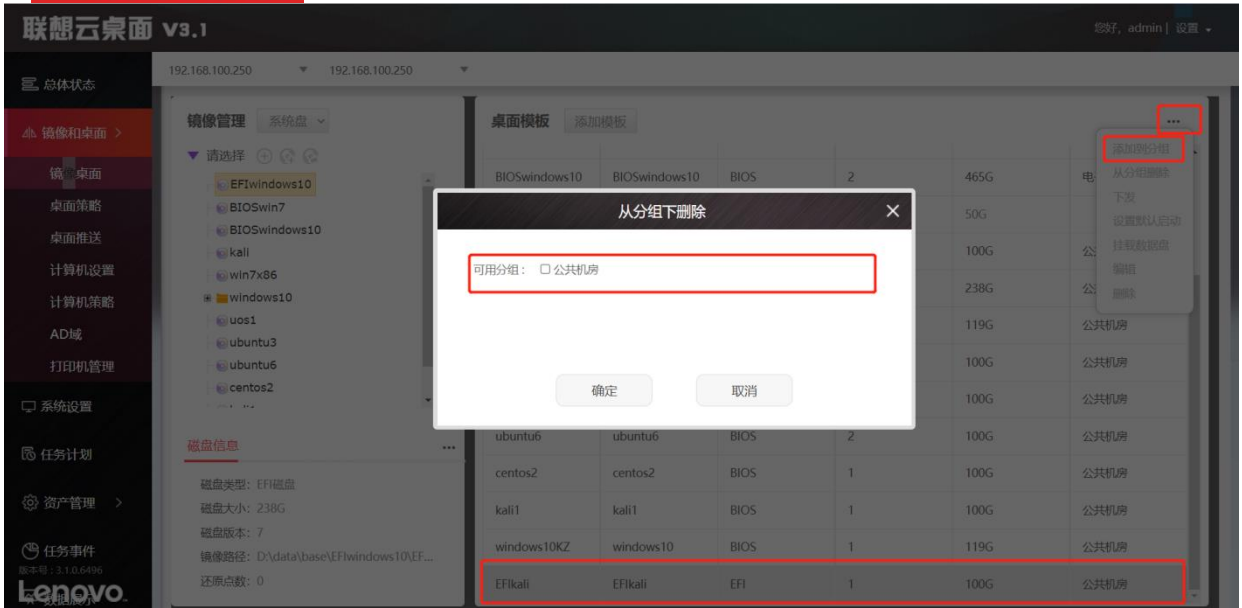 联想云桌面 V3.1
您好，admin | 设置
192.168.100.250 192.168.100.250
总体状态
镜像和桌面
桌面策略
桌面推送
计算机设置
计算机策略
AD域
打印机管理
系统设置
任务计划
资产管理
任务事件
版本号：3.1.0.6496
Lenovo
镜像管理 系统盘
请选择
EFIwindows10
BIOSwin7
BIOSwindows10
kali
win7x86
windows10
uos1
ubuntu3
ubuntu6
centos2
磁盘信息
磁盘类型：EFI磁盘
磁盘大小：238G
磁盘版本：7
镜像路径：D:\data\base\EFIwindows10\EF...
还原点数：0
桌面模板 添加模板
添加到分组
从分组删除
下发
设置默认启动
挂载数据盘
编辑
删除
从分组下删除
可用分组： 公共机房
确定 取消
BIOSwindows10 BIOSwindows10 BIOS 2 465G 电
50G
100G 公
238G 公
119G 公共机房
100G 公共机房
100G 公共机房
ubuntu6 ubuntu6 BIOS 2 100G 公共机房
centos2 centos2 BIOS 1 100G 公共机房
kali1 kali1 BIOS 1 100G 公共机房
windows10KZ windows10 BIOS 1 119G 公共机房
EFIkali EFIkali EFI 1 100G 公共机房